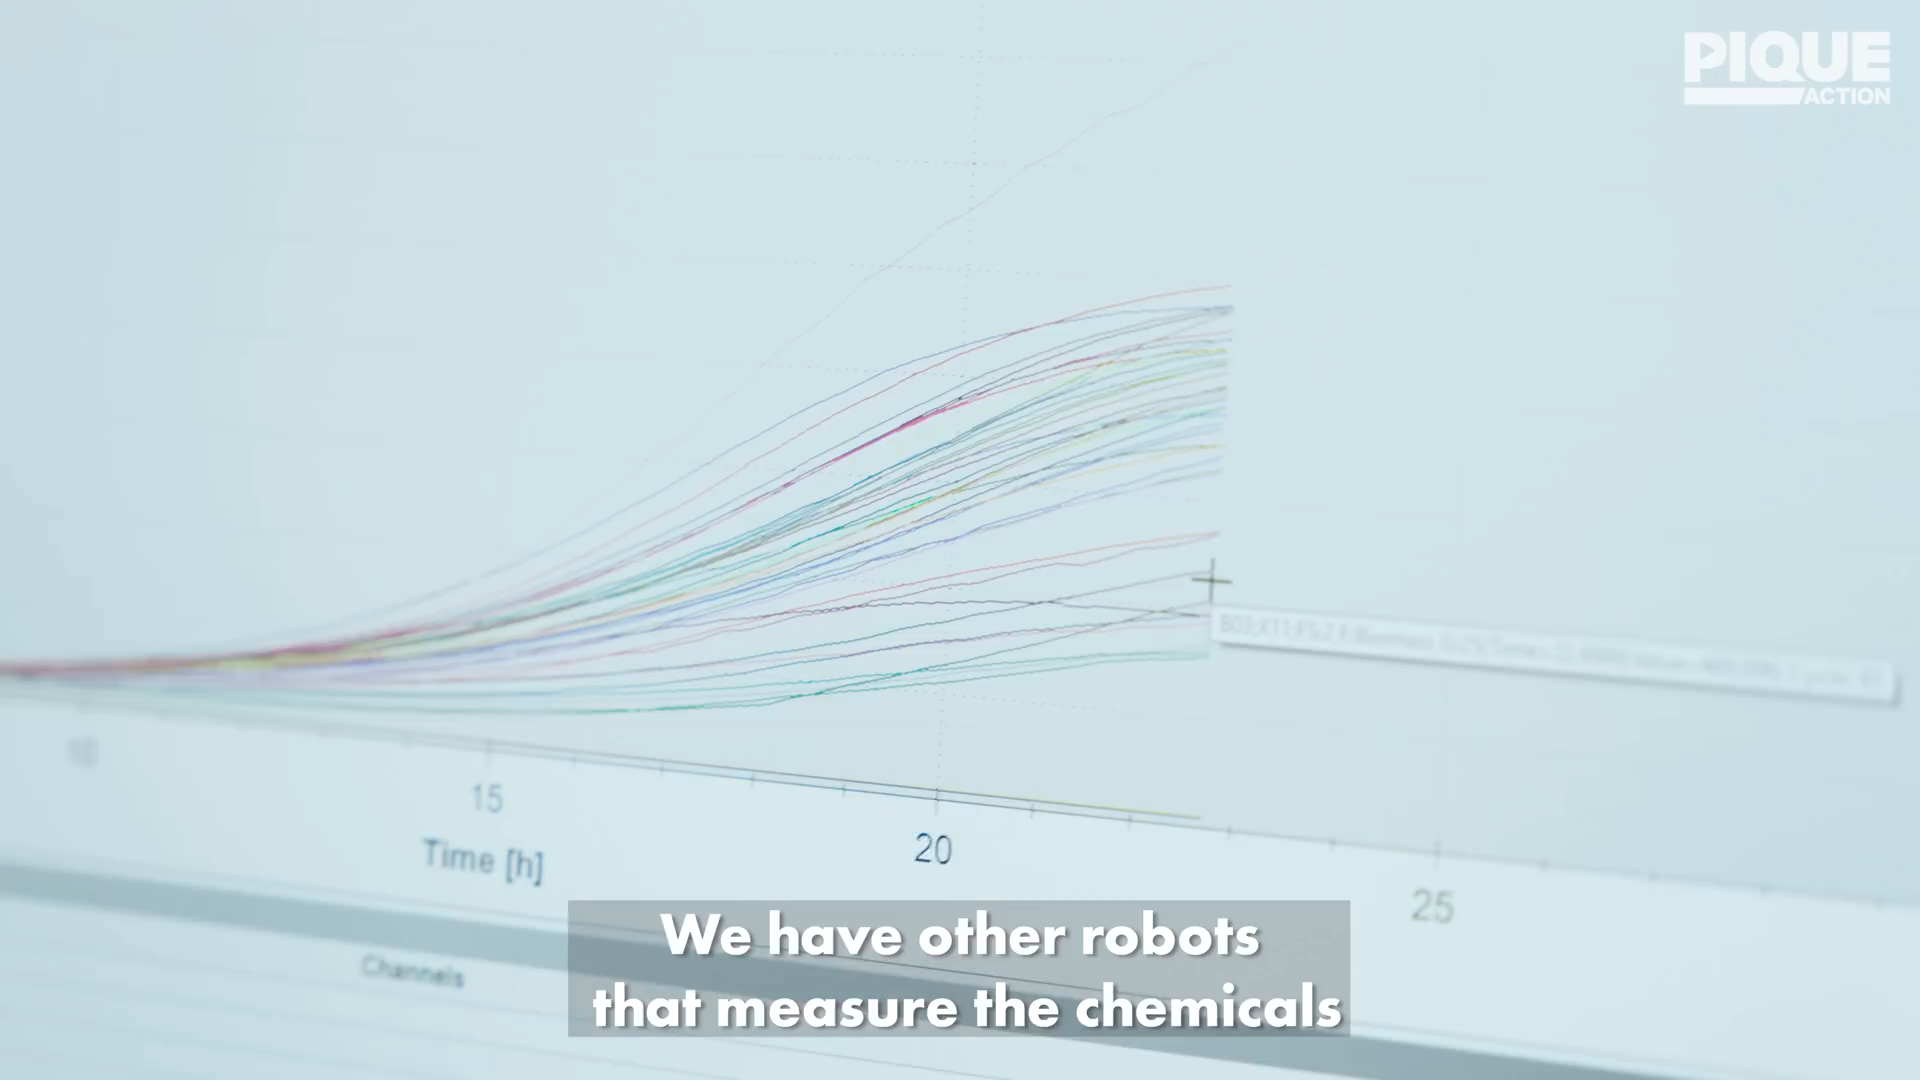 PIQUE
ACTION
10
15
20
25
Time [h]
Channels
We have other robots
that measure the chemicals